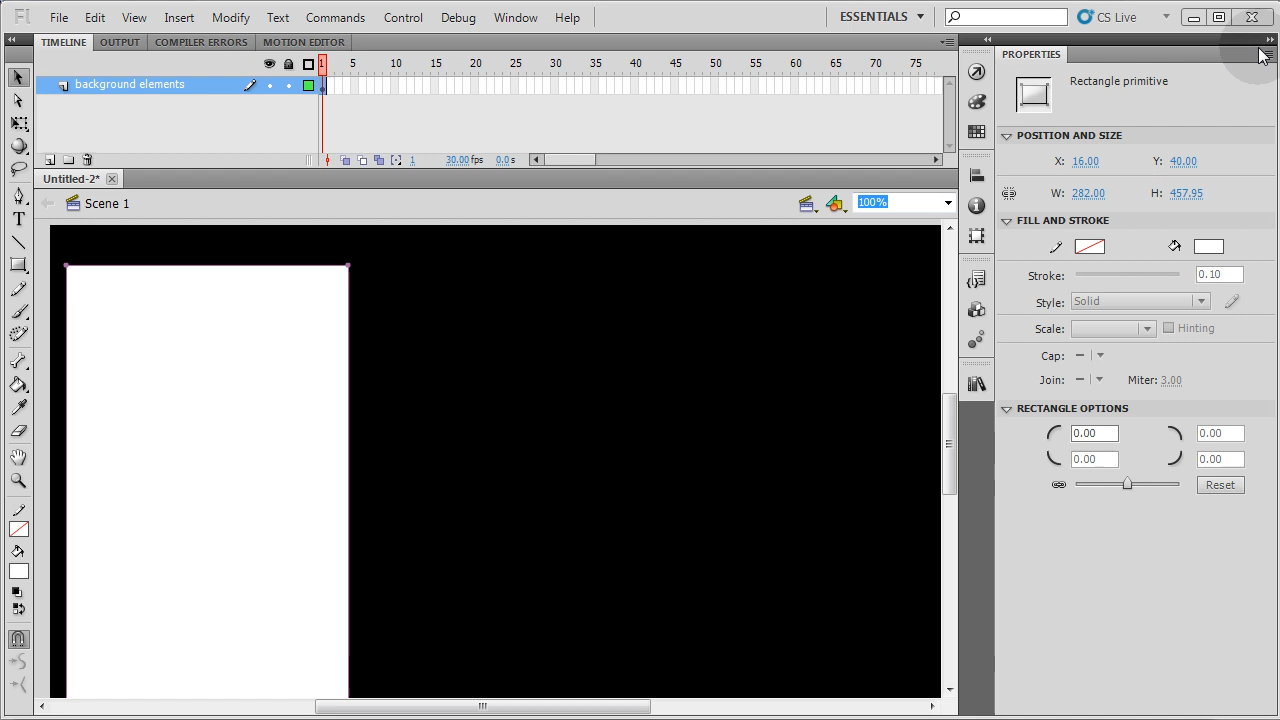 Fl File Edit View Insert Modify Text Commands Control Debug Window Help ESSENTIALS CS Live
TIMELINE OUTPUT COMPILER ERRORS MOTION EDITOR
1 5 10 15 20 25 30 35 40 45 50 55 60 65 70 75
background elements
1 30.00 fps 0.0 s
Untitled-2*
Scene 1 100%
PROPERTIES
Rectangle primitive
POSITION AND SIZE
X: 16.00 Y: 40.00
W: 282.00 H: 457.95
FILL AND STROKE
Stroke: 0.10
Style: Solid
Scale: Hinting
Cap:
Join: Miter: 3.00
RECTANGLE OPTIONS
0.00 0.00
0.00 0.00
Reset
T